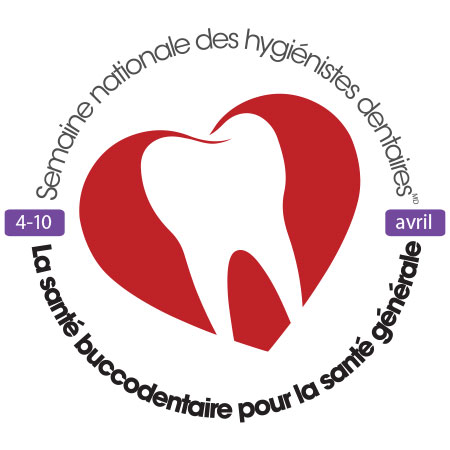 Semaine nationale des hygiénistes dentaires MD
4-10
avril
La santé buccodentaire pour la santé générale